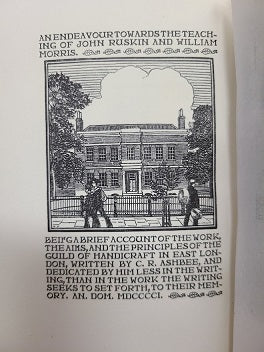 AN ENDEAVOUR TOWARDS THE TEACH-
ING OF JOHN RUSKIN AND WILLIAM
MORRIS.
BEING A BRIEF ACCOUNT OF THE WORK,
THE AIMS, AND THE PRINCIPLES OF THE
GUILD OF HANDICRAFT IN EAST LON-
DON, WRITTEN BY C. R. ASHBEE, AND
DEDICATED BY HIM LESS IN THE WRIT-
ING, THAN IN THE WORK THE WRITING
SEEKS TO SET FORTH, TO THEIR MEM-
ORY. AN. DOM. MDCCCCI.